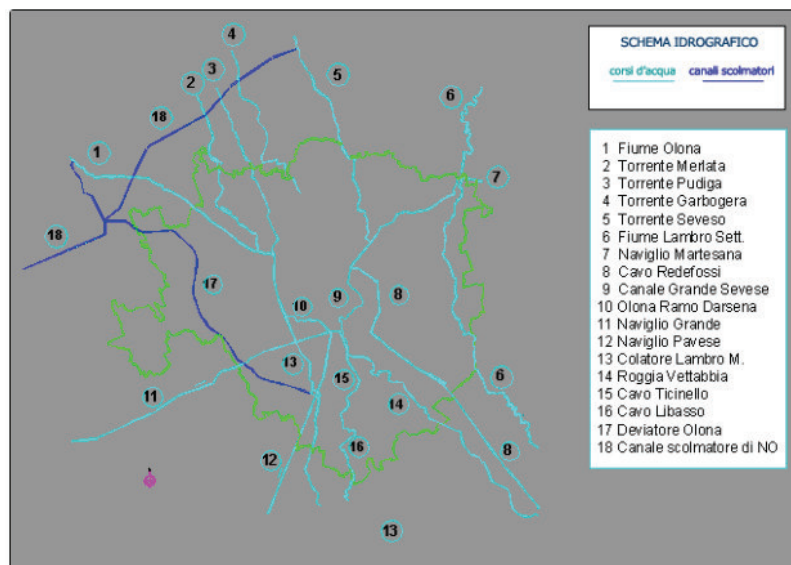 SCHEMA IDROGRAFICO
corsi d'acqua canali scolmatori
1 Fiume Olona
2 Torrente Merlata
3 Torrente Pudiga
4 Torrente Garbogera
5 Torrente Seveso
6 Fiume Lambro Sett.
7 Naviglio Martesana
8 Cavo Redefossi
9 Canale Grande Sevese
10 Olona Ramo Darsena
11 Naviglio Grande
12 Naviglio Pavese
13 Colatore Lambro M.
14 Roggia Vettabbia
15 Cavo Ticinello
16 Cavo Libasso
17 Deviatore Olona
18 Canale scolmatore di NO
4
3
2
5
6
18
1
7
18
17
8
9
10
13
15
6
11
14
16
12
8
13